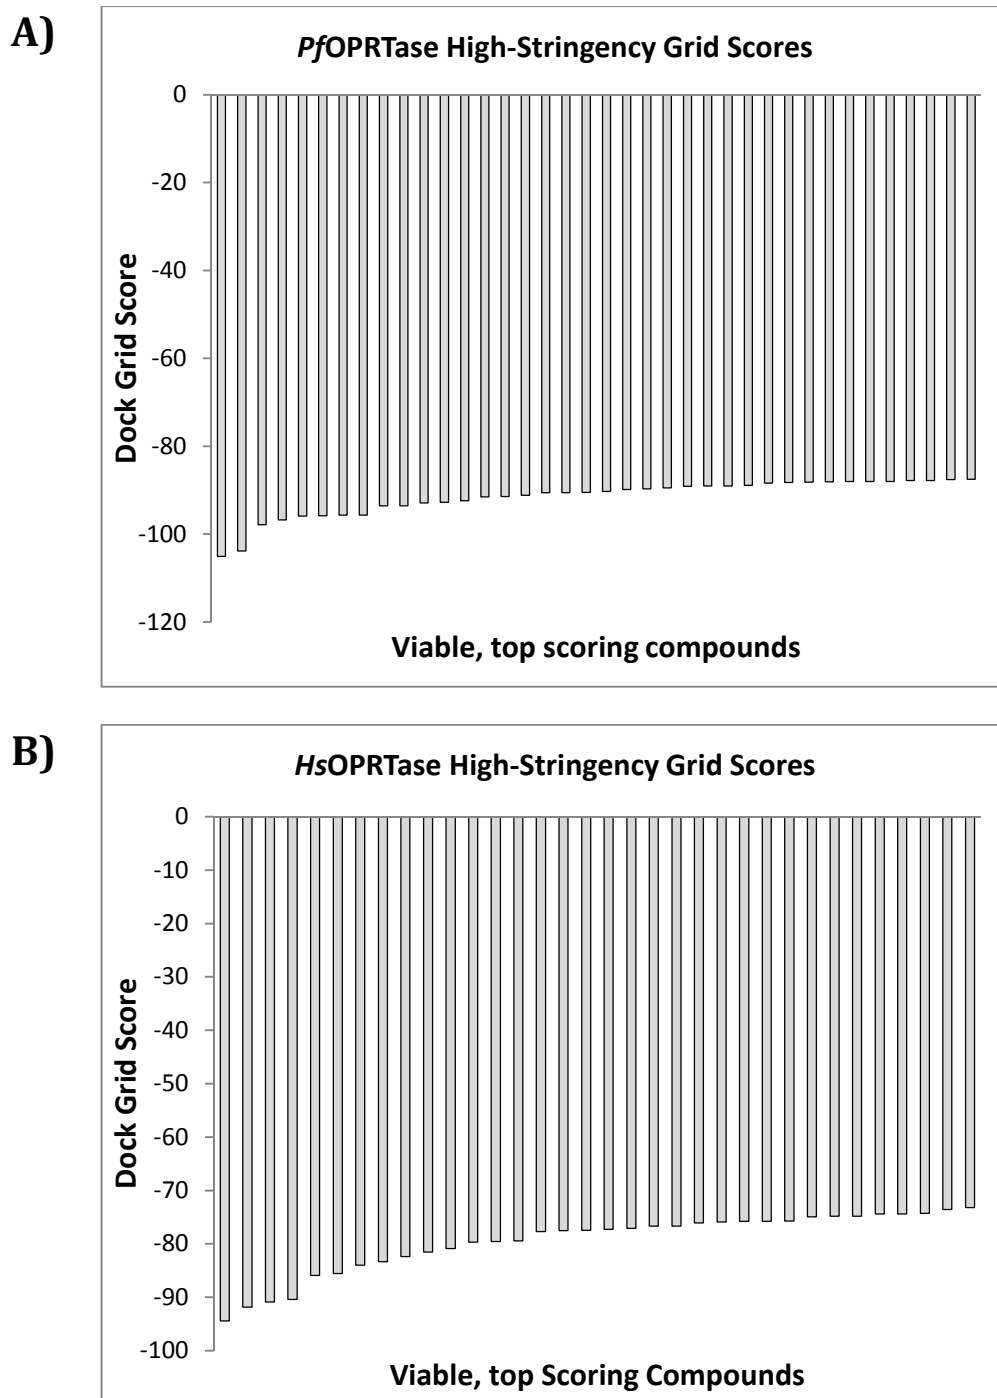 A)
PfOPRTase High-Stringency Grid Scores
0
-20
-40
-60
-80
-100
-120
Dock Grid Score
Viable, top scoring compounds
B)
HsOPRTase High-Stringency Grid Scores
0
-10
-20
-30
-40
-50
-60
-70
-80
-90
-100
Dock Grid Score
Viable, top Scoring Compounds